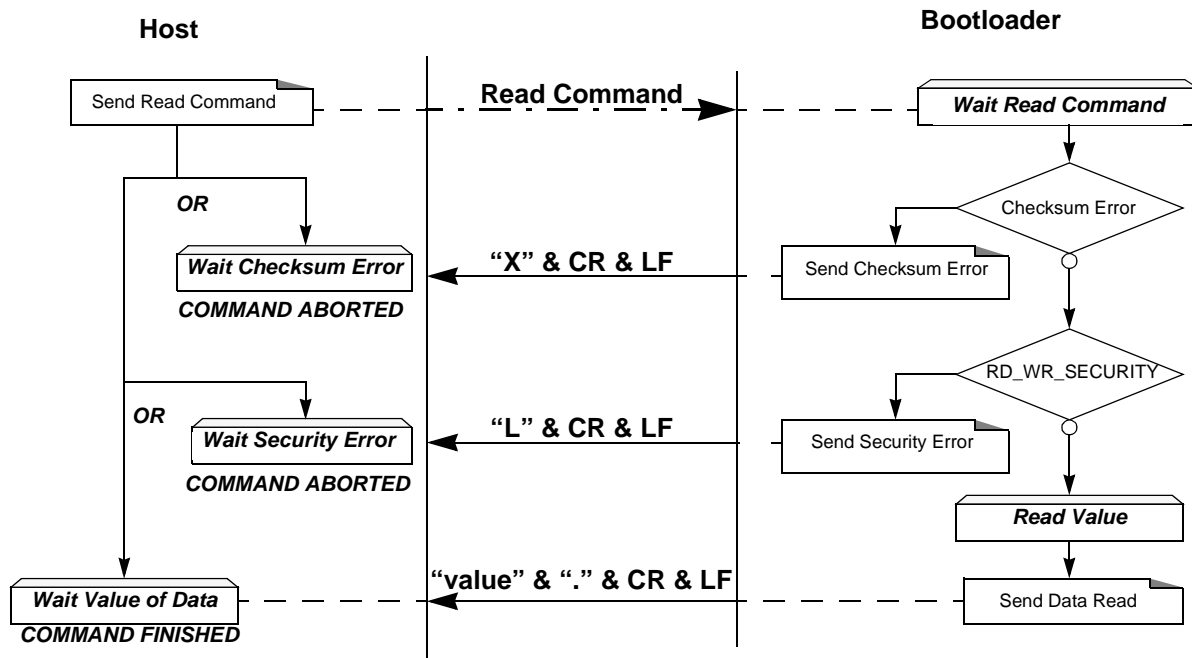 Host
Bootloader
Send Read Command
Read Command
Wait Read Command
OR
Checksum Error
Wait Checksum Error
“X” & CR & LF
Send Checksum Error
COMMAND ABORTED
RD_WR_SECURITY
OR
Wait Security Error
“L” & CR & LF
Send Security Error
COMMAND ABORTED
Read Value
“value” & “.” & CR & LF
Wait Value of Data
Send Data Read
COMMAND FINISHED